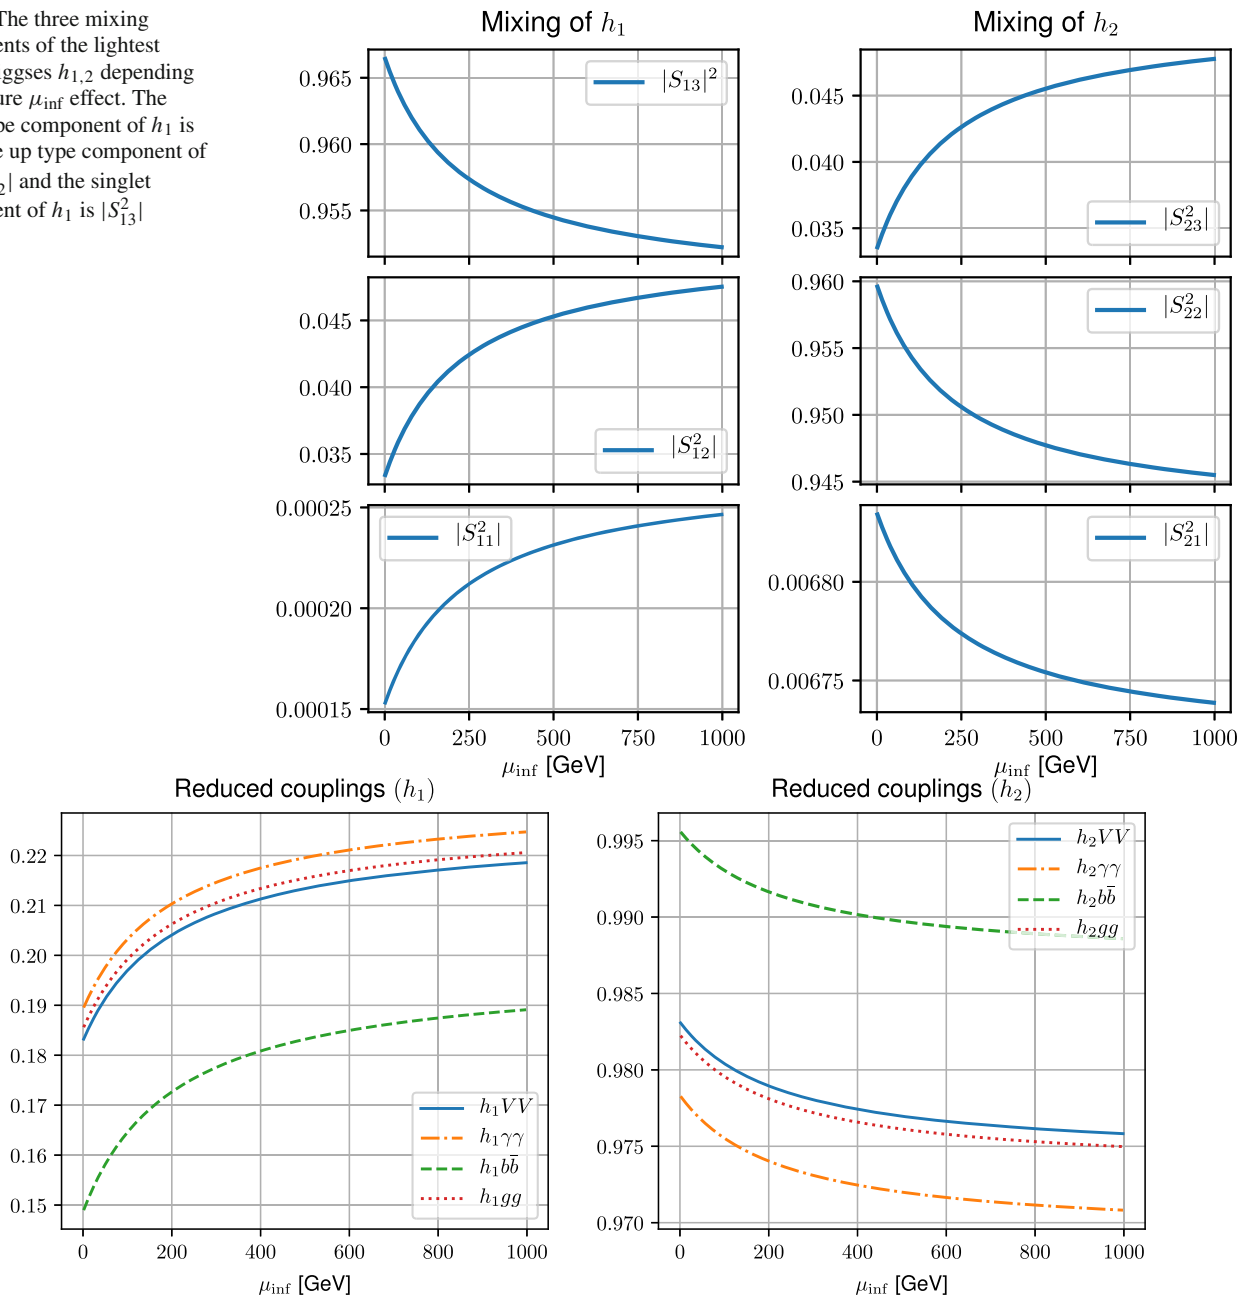 The three mixing
ents of the lightest
iggses h1,2 depending
ure μinf effect. The
pe component of h1 is
e up type component of
2| and the singlet
ent of h1 is |S²13|
Mixing of h1
0.965
0.960
0.955
|S13|²
Mixing of h2
0.045
0.040
0.035
|S²23|
0.045
0.040
0.035
|S²12|
0.960
0.955
0.950
0.945
|S²22|
0.00025
0.00020
0.00015
|S²11|
0 250 500 750 1000
μinf [GeV]
0.00680
0.00675
|S²21|
0 250 500 750 1000
μinf [GeV]
Reduced couplings (h1)
0.22
0.21
0.20
0.19
0.18
0.17
0.16
0.15
h1VV
h1γγ
h1bb̄
h1gg
0 200 400 600 800 1000
μinf [GeV]
Reduced couplings (h2)
0.995
0.990
0.985
0.980
0.975
0.970
h2VV
h2γγ
h2bb̄
h2gg
0 200 400 600 800 1000
μinf [GeV]